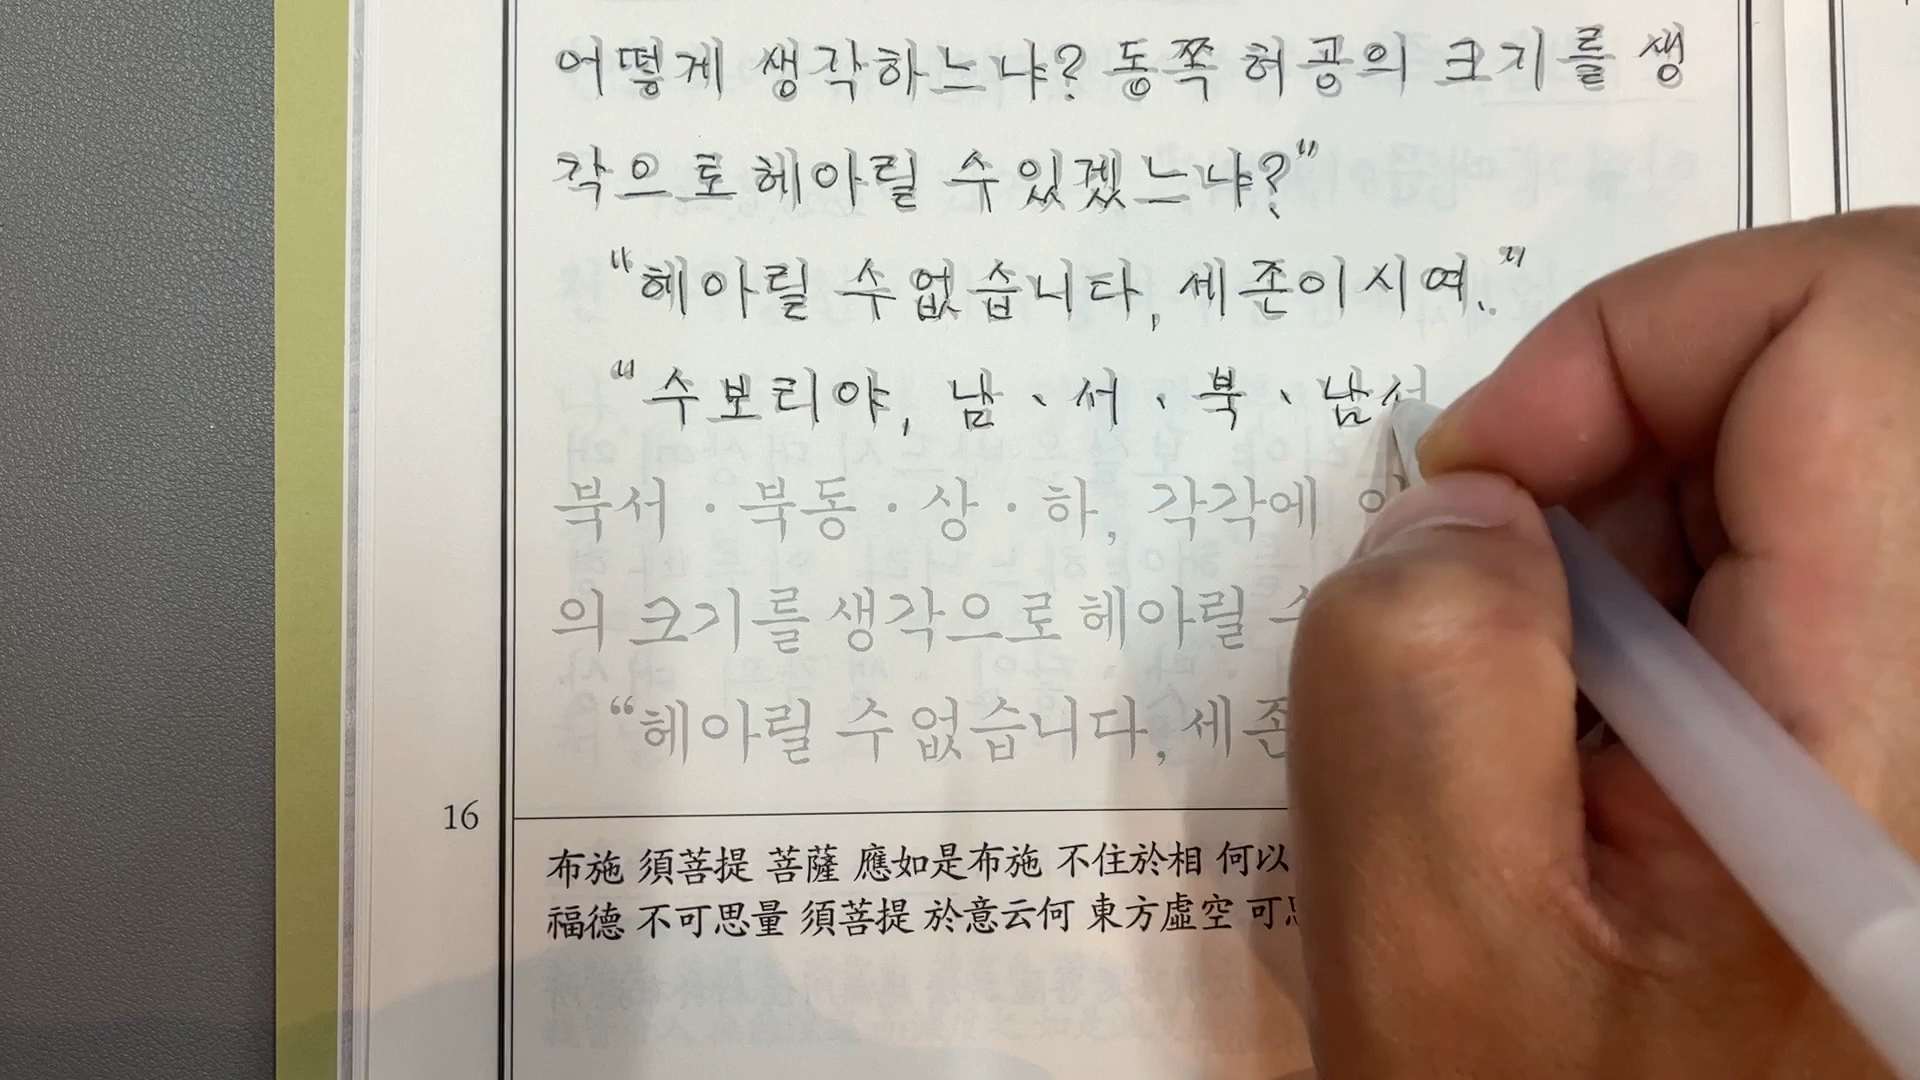 어떻게 생각하느냐? 동쪽 허공의 크기를 생
각으로 헤아릴 수 있겠느냐?"
"헤아릴 수 없습니다, 세존이시여."
"수보리야, 남·서·북·남서
북서·북동·상·하, 각각에
의 크기를 생각으로 헤아릴
"헤아릴 수 없습니다, 세존
16
布施 須菩提 菩薩 應如是布施 不住於相 何以
福德 不可思量 須菩提 於意云何 東方虛空 可